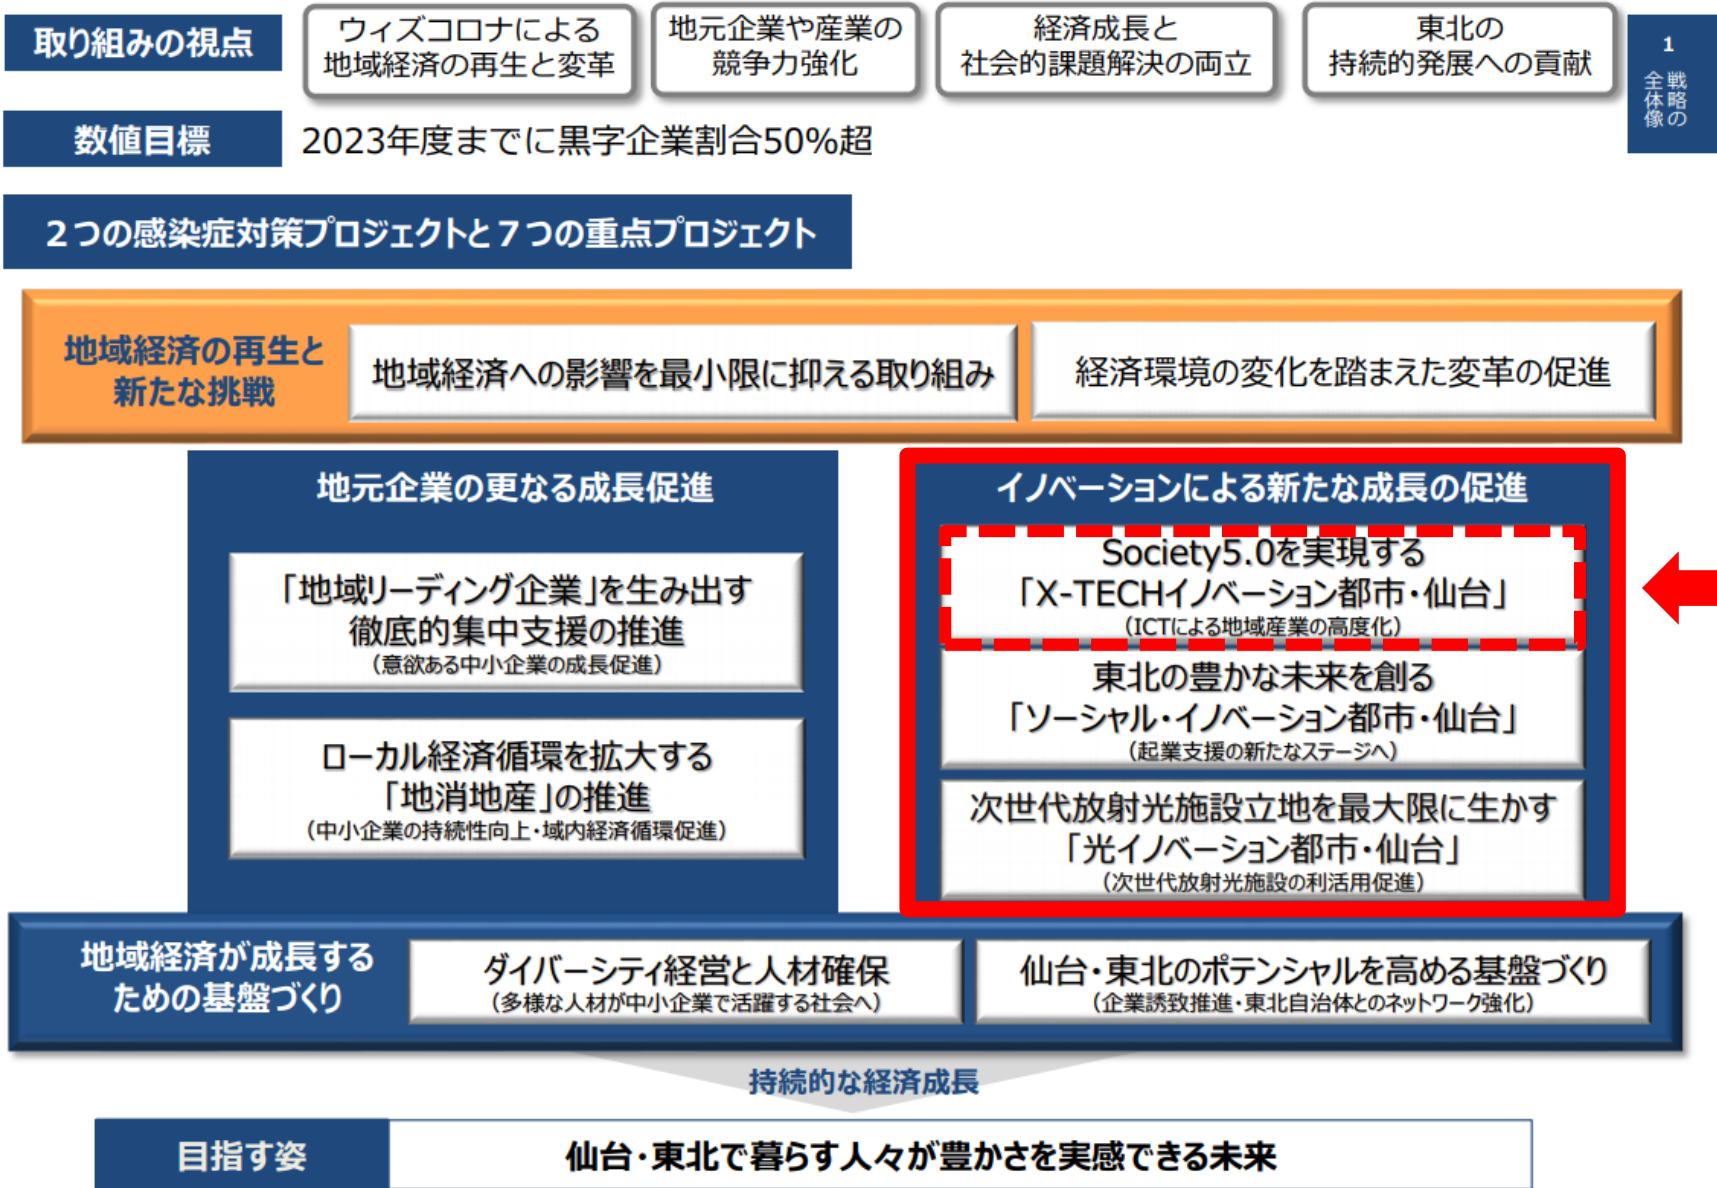 取り組みの視点
ウィズコロナによる
地域経済の再生と変革
地元企業や産業の
競争力強化
経済成長と
社会的課題解決の両立
東北の
持続的発展への貢献
1
戦略の
全体像
数値目標
2023年度までに黒字企業割合50%超
2つの感染症対策プロジェクトと7つの重点プロジェクト
地域経済の再生と
新たな挑戦
地域経済への影響を最小限に抑える取り組み
経済環境の変化を踏まえた変革の促進
地元企業の更なる成長促進
「地域リーディング企業」を生み出す
徹底的集中支援の推進
(意欲ある中小企業の成長促進)
ローカル経済循環を拡大する
「地消地産」の推進
(中小企業の持続性向上・域内経済循環促進)
イノベーションによる新たな成長の促進
Society5.0を実現する
「X-TECHイノベーション都市・仙台」
(ICTによる地域産業の高度化)
東北の豊かな未来を創る
「ソーシャル・イノベーション都市・仙台」
(起業支援の新たなステージへ)
次世代放射光施設立地を最大限に生かす
「光イノベーション都市・仙台」
(次世代放射光施設の利活用促進)
地域経済が成長する
ための基盤づくり
ダイバーシティ経営と人材確保
(多様な人材が中小企業で活躍する社会へ)
仙台・東北のポテンシャルを高める基盤づくり
(企業誘致推進・東北自治体とのネットワーク強化)
持続的な経済成長
目指す姿
仙台・東北で暮らす人々が豊かさを実感できる未来